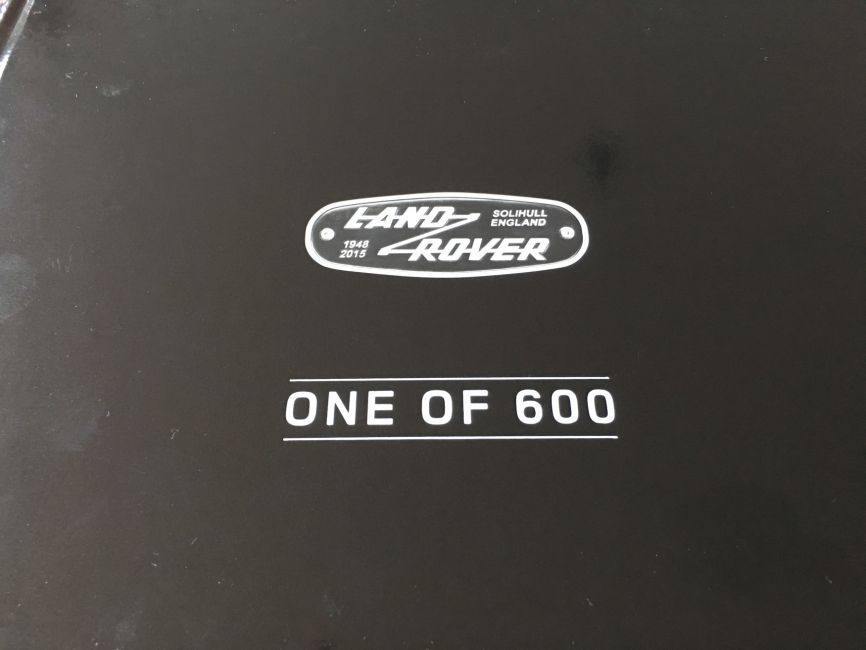 LAND
SOLIHULL
ENGLAND
1948
2015
ROVER
ONE OF 600